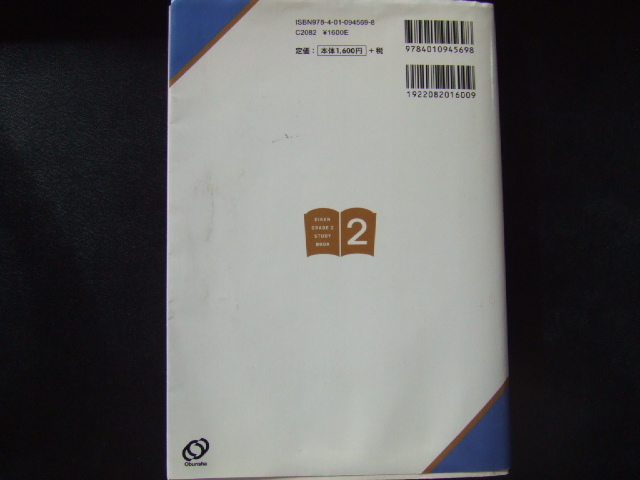 ISBN978-4-01-094569-8
C2082 ¥1600E
定価：本体1,600円＋税
9784010945698
1922082016009
EIKEN
GRADE 2
STUDY
BOOK
2
Obunsha